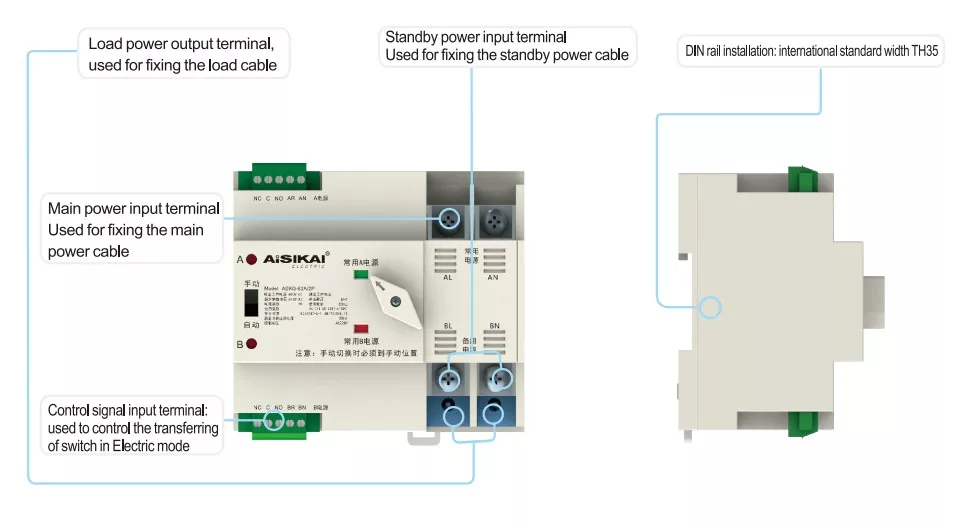 Load power output terminal,
used for fixing the load cable
Standby power input terminal
Used for fixing the standby power cable
DIN rail installation: international standard width TH35
Main power input terminal
Used for fixing the main
power cable
Control signal input terminal:
used to control the transferring
of switch in Electric mode
NC C NO AR AN A电源
A
AiSIKAI®
ELECTRIC
常用A电源
手动
自动
B
常用B电源
注意：手动切换时必须到手动位置
常用
电源
AL AN
BL BN
备用
电源
NC C NO BR BN B电源